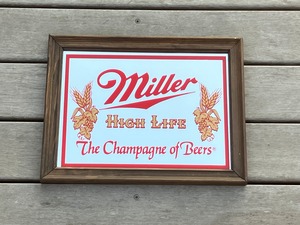 Miller
HIGH LIFE
The Champagne of Beers